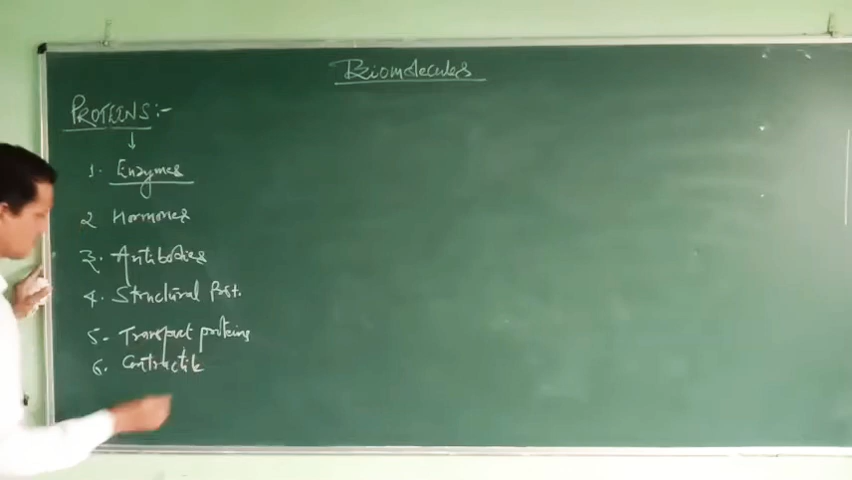 Biomolecules
PROTEINS:-
↓
1. Enzymes
2 Hormones
3. Antibodies
4. Structural Prot.
5. Transport proteins
6. Contractile